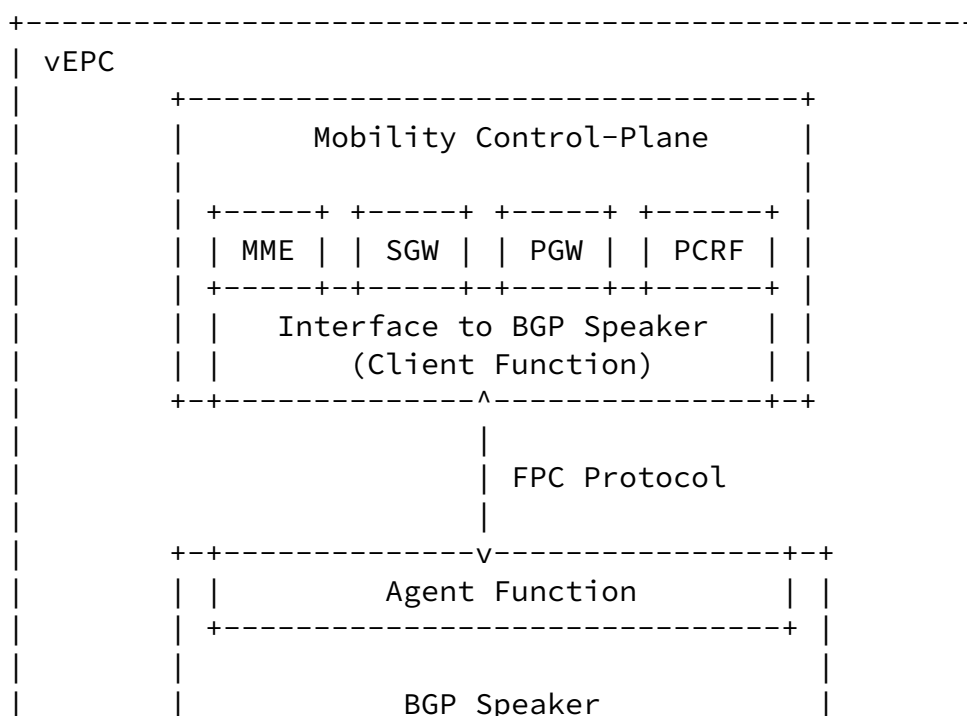 vEPC
Mobility Control-Plane
MME SGW PGW PCRF
Interface to BGP Speaker
(Client Function)
FPC Protocol
Agent Function
BGP Speaker